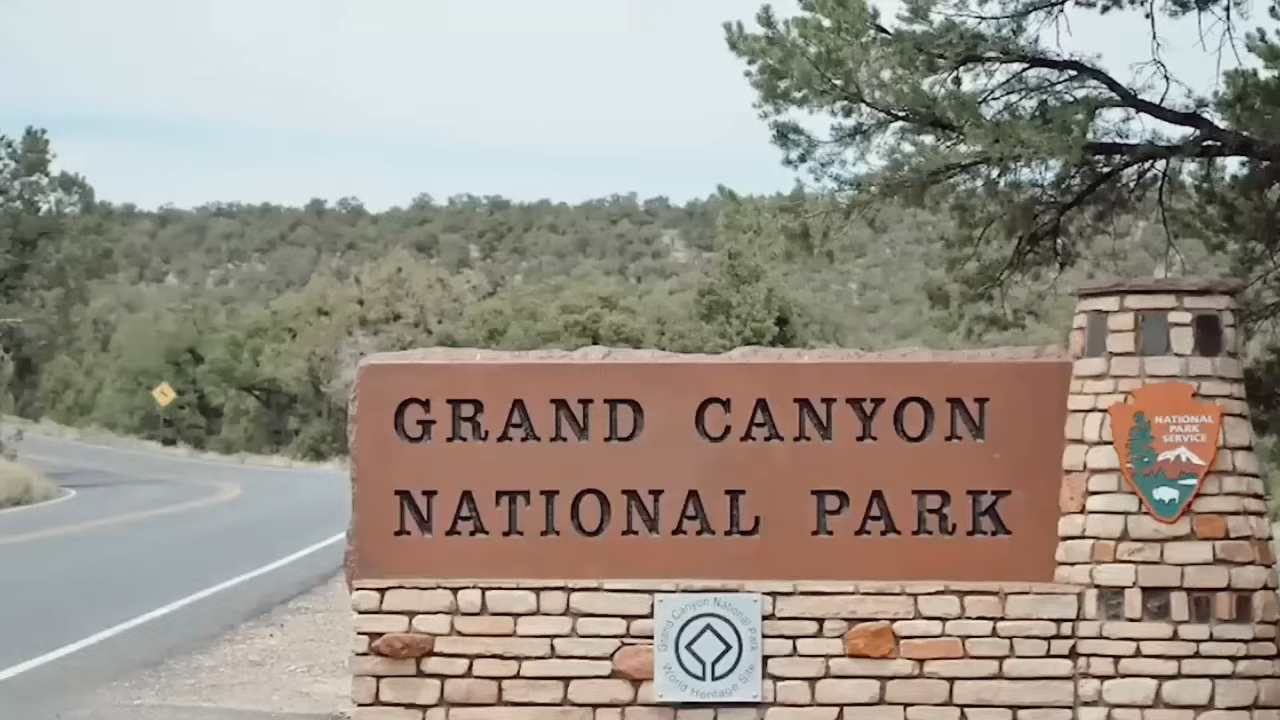 GRAND CANYON
NATIONAL PARK
NATIONAL
PARK
SERVICE
Grand Canyon National Park
World Heritage Site